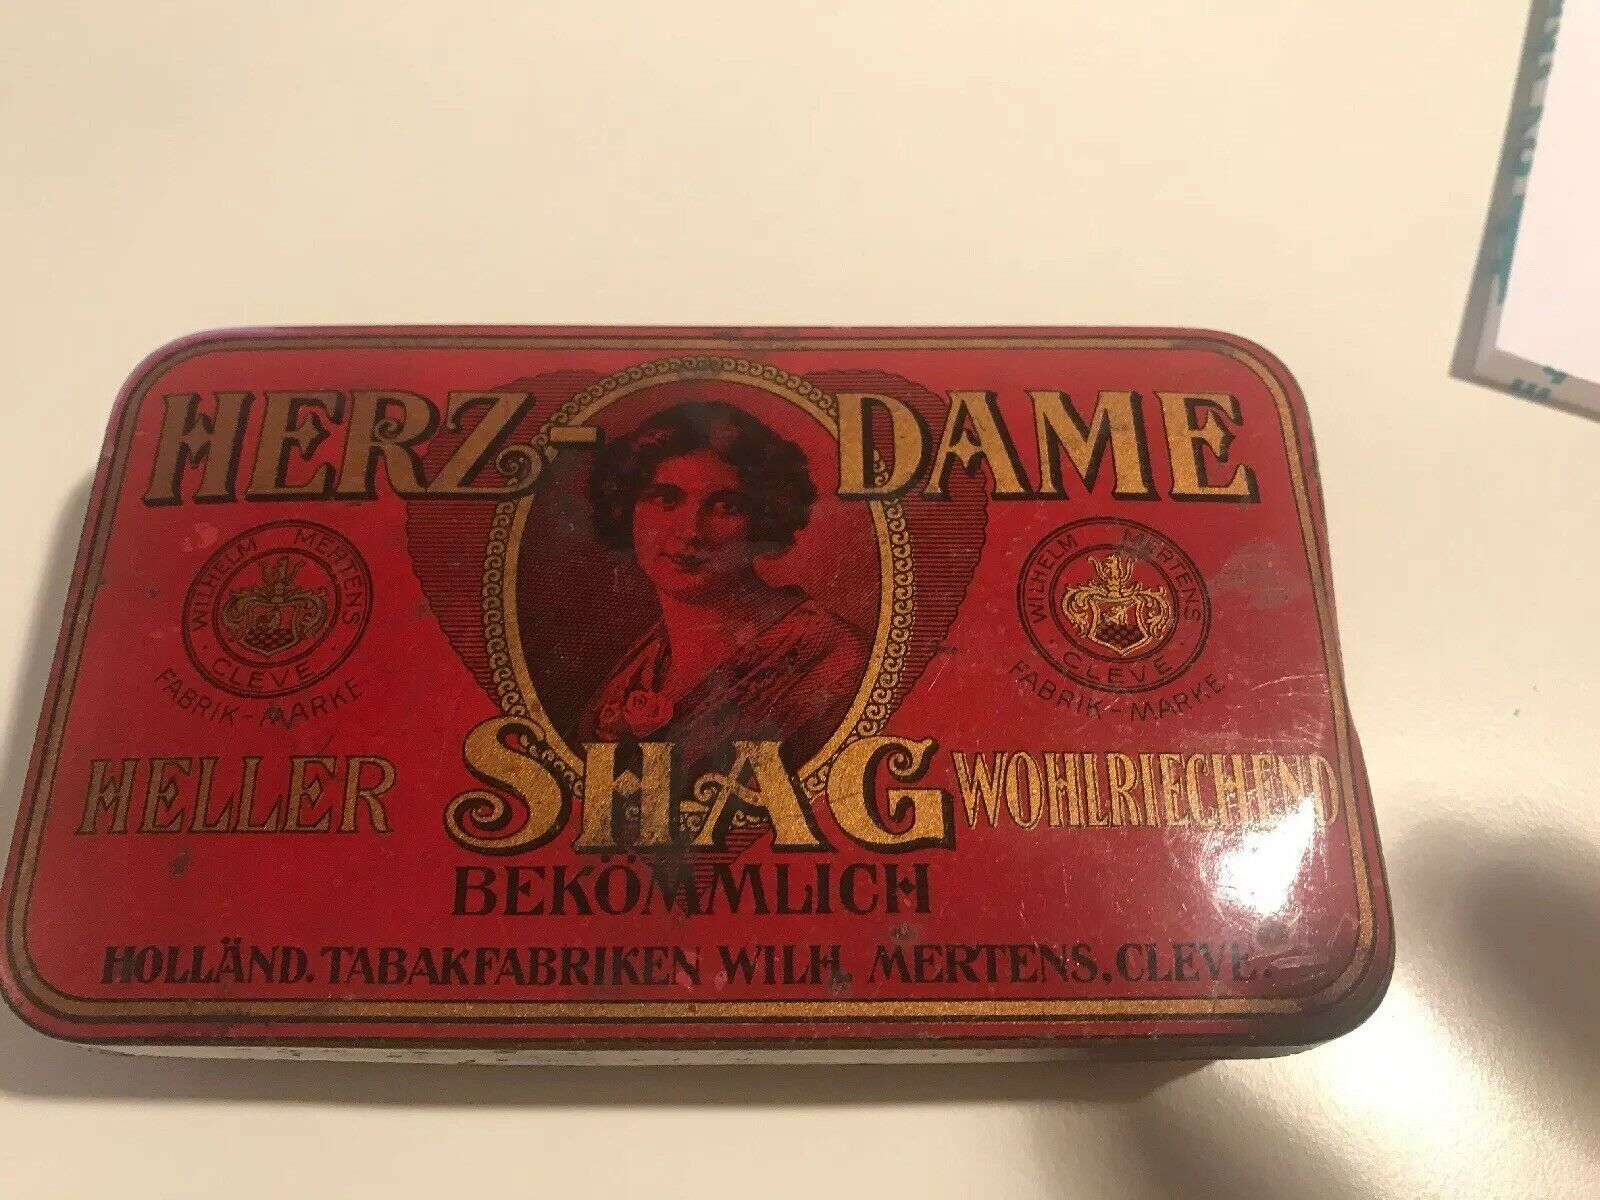 HERZ-DAME
WILHELM MERTENS
· CLEVE ·
FABRIK-MARKE
WILHELM MERTENS
· CLEVE ·
FABRIK-MARKE
HELLER SHAG WOHLRIECHEND
BEKÖMMLICH
HOLLÄND. TABAKFABRIKEN WILH. MERTENS, CLEVE.